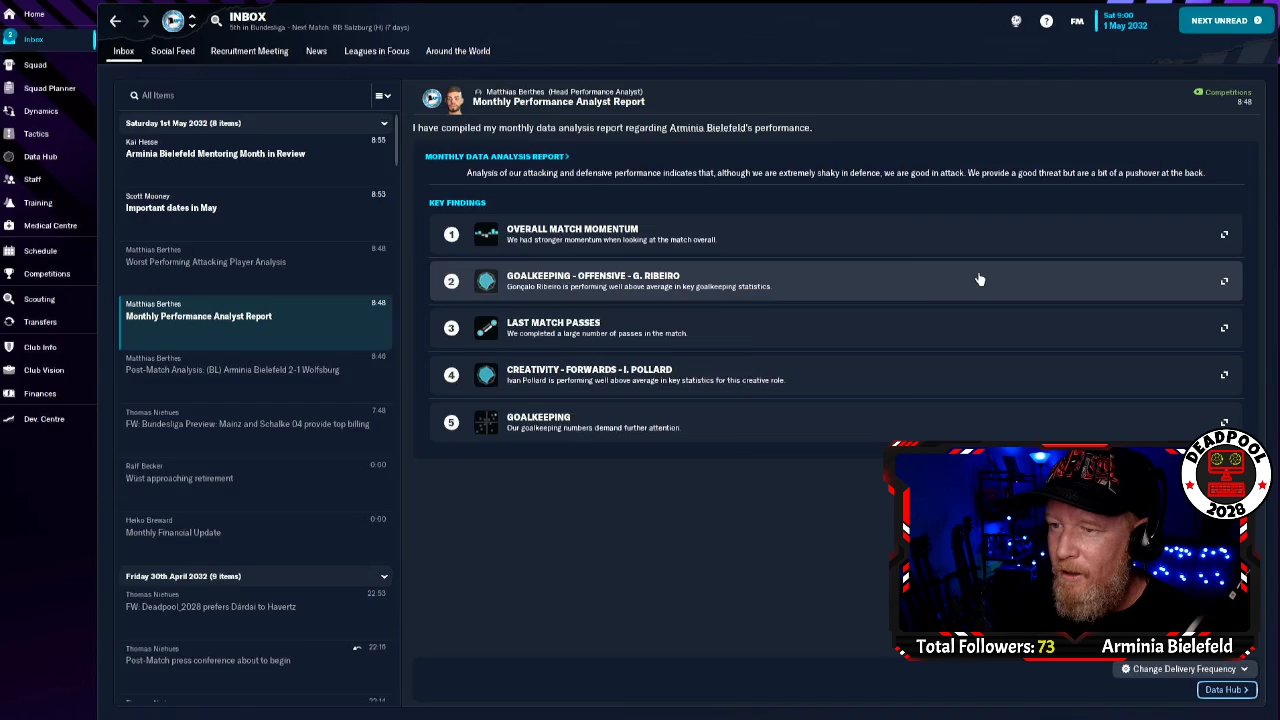 Home
INBOX
5th in Bundesliga - Next Match: RB Salzburg (H) (7 days)
FM
Sat 9:00
1 May 2032
NEXT UNREAD
2
Inbox
Squad
Squad Planner
Dynamics
Tactics
Data Hub
Staff
Training
Medical Centre
Schedule
Competitions
Scouting
Transfers
Club Info
Club Vision
Finances
Dev. Centre
Inbox
Social Feed
Recruitment Meeting
News
Leagues in Focus
Around the World
All Items
Saturday 1st May 2032 (8 items)
Kai Hesse
8:55
Arminia Bielefeld Mentoring Month in Review
Scott Mooney
8:53
Important dates in May
Matthias Berthes
8:48
Worst Performing Attacking Player Analysis
Matthias Berthes
8:48
Monthly Performance Analyst Report
Matthias Berthes
8:46
Post-Match Analysis: (BL) Arminia Bielefeld 2-1 Wolfsburg
Thomas Niehues
7:48
FW: Bundesliga Preview: Mainz and Schalke 04 provide top billing
Ralf Becker
0:00
Wüst approaching retirement
Heiko Breward
0:00
Monthly Financial Update
Friday 30th April 2032 (9 items)
Thomas Niehues
22:53
FW: Deadpool_2028 prefers Dárdai to Havertz
Thomas Niehues
22:16
Post-Match press conference about to begin
Matthias Berthes (Head Performance Analyst)
Monthly Performance Analyst Report
Competitions
8:48
I have compiled my monthly data analysis report regarding Arminia Bielefeld's performance.
MONTHLY DATA ANALYSIS REPORT >
Analysis of our attacking and defensive performance indicates that, although we are extremely shaky in defence, we are good in attack. We provide a good threat but are a bit of a pushover at the back.
KEY FINDINGS
1
OVERALL MATCH MOMENTUM
We had stronger momentum when looking at the match overall.
2
GOALKEEPING - OFFENSIVE - G. RIBEIRO
Gonçalo Ribeiro is performing well above average in key goalkeeping statistics.
3
LAST MATCH PASSES
We completed a large number of passes in the match.
4
CREATIVITY - FORWARDS - I. POLLARD
Ivan Pollard is performing well above average in key statistics for this creative role.
5
GOALKEEPING
Our goalkeeping numbers demand further attention.
DEADPOOL
2028
Total Followers: 73
Arminia Bielefeld
Change Delivery Frequency
Data Hub >